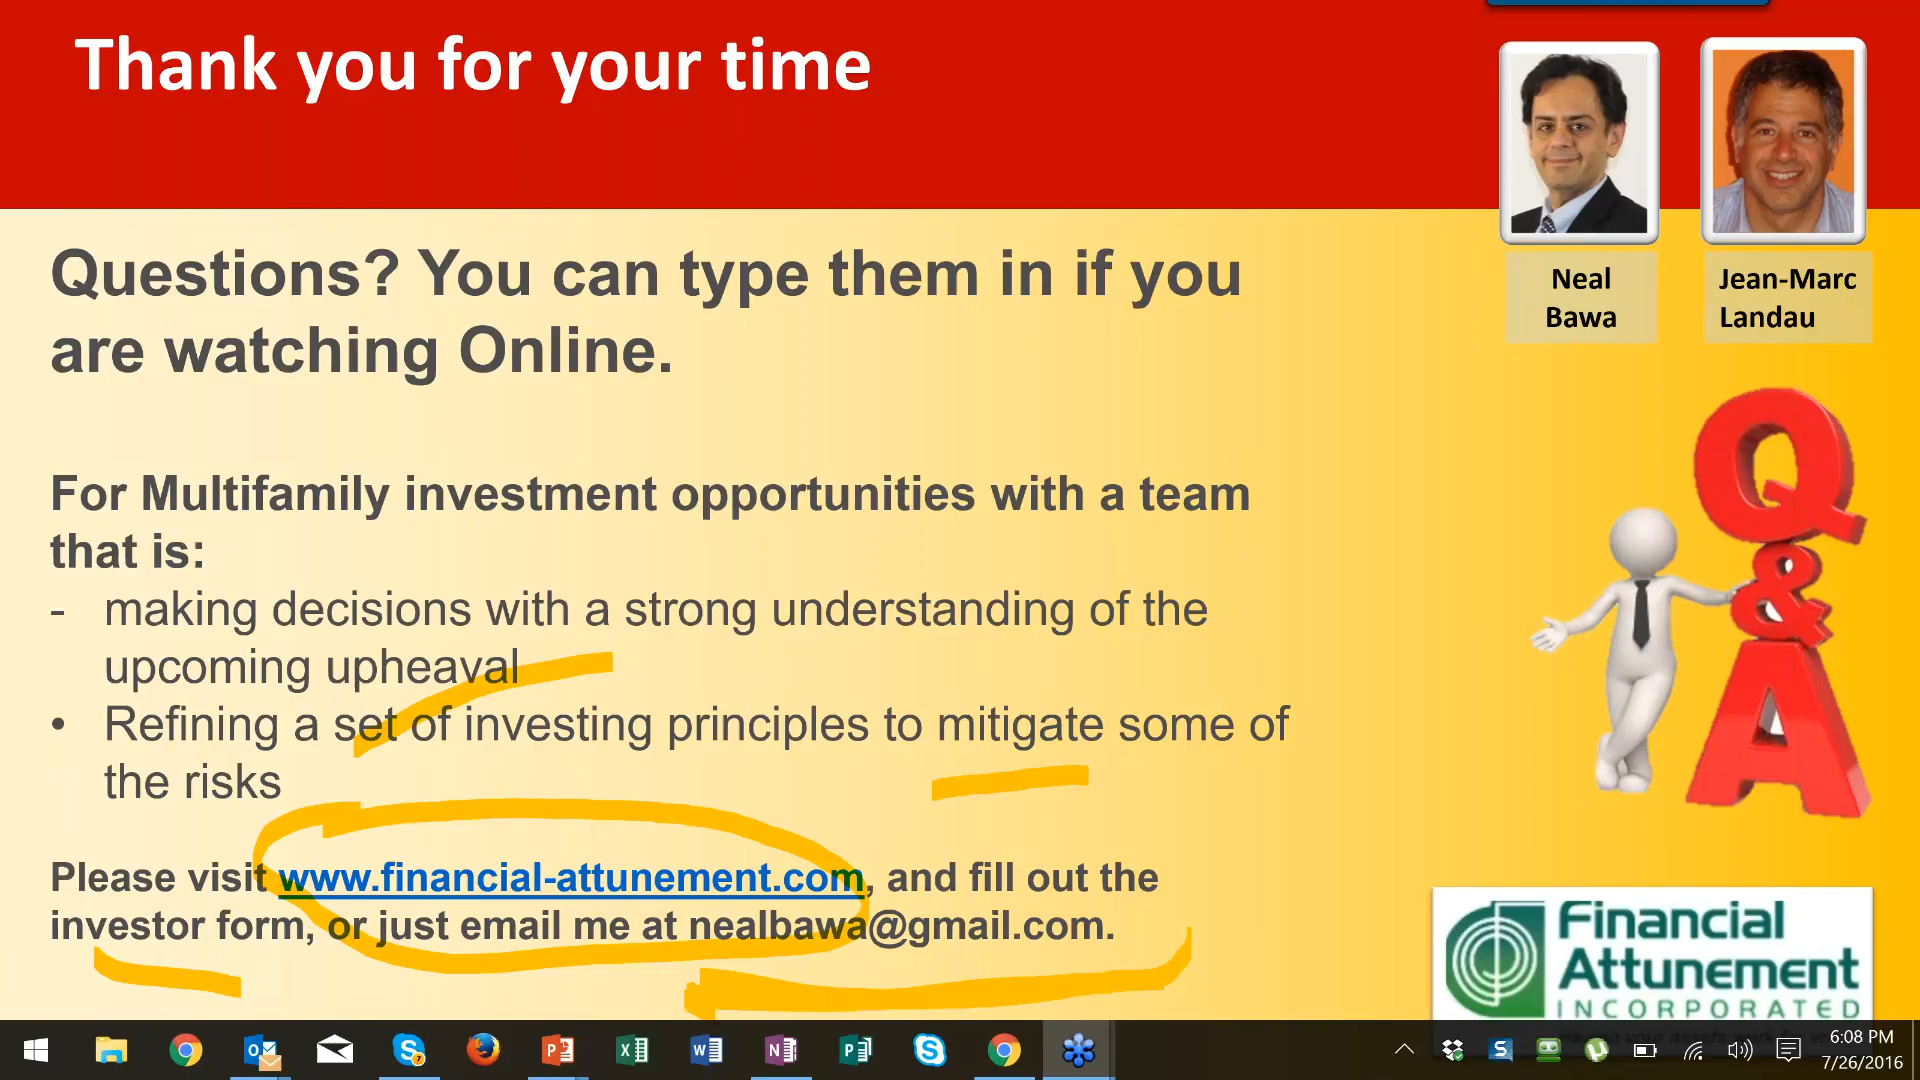 Thank you for your time
Neal
Bawa
Jean-Marc
Landau
Questions? You can type them in if you
are watching Online.
For Multifamily investment opportunities with a team
that is:
- making decisions with a strong understanding of the
upcoming upheaval
• Refining a set of investing principles to mitigate some of
the risks
Please visit www.financial-attunement.com, and fill out the
investor form, or just email me at nealbawa@gmail.com.
Q
&
A
Financial
Attunement
INCORPORATED
6:08 PM
7/26/2016